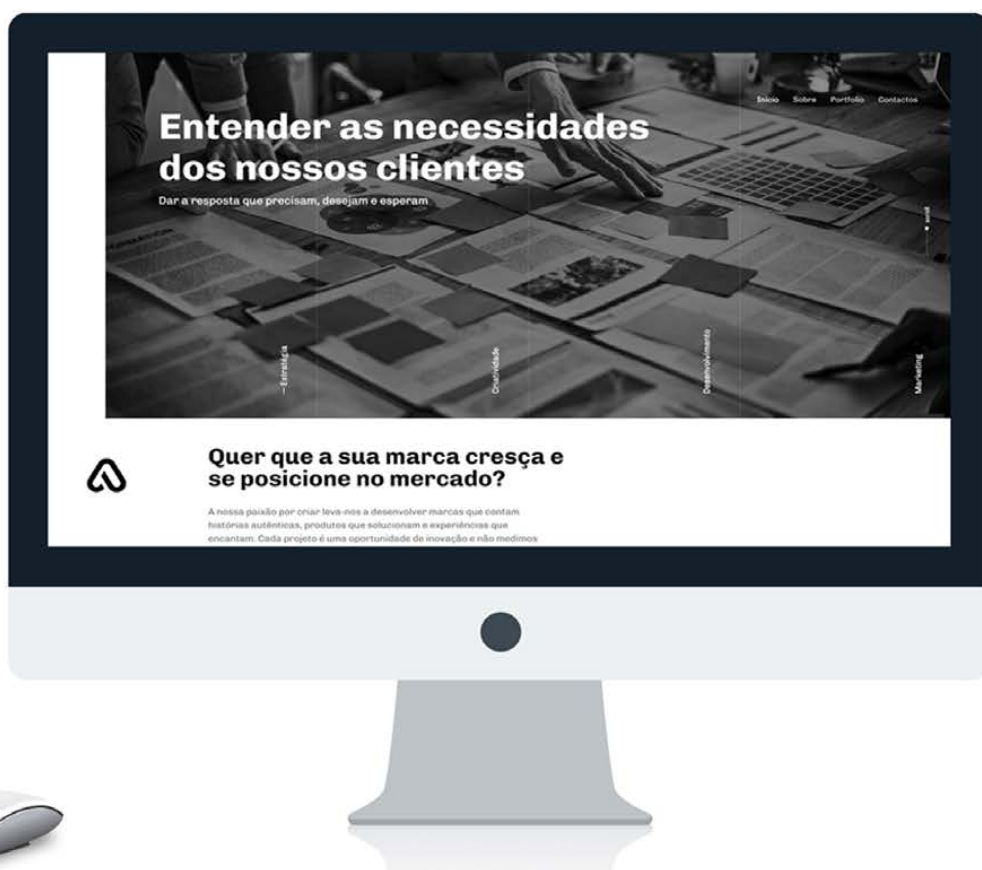 Início Sobre Portfolio Contactos
Entender as necessidades
dos nossos clientes
Dar a resposta que precisam, desejam e esperam
scroll
— Estratégia
Criatividade
Desenvolvimento
Marketing
Quer que a sua marca cresça e
se posicione no mercado?
A nossa paixão por criar leva-nos a desenvolver marcas que contam
histórias autênticas, produtos que solucionam e experiências que
encantam. Cada projeto é uma oportunidade de inovação e não medimos